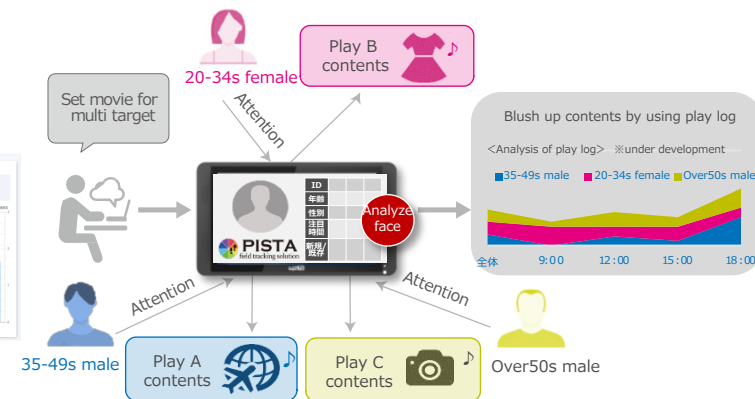 Play B
contents
20-34s female
Set movie for
multi target
Attention
Blush up contents by using play log
<Analysis of play log> ※under development
35-49s male
20-34s female
Over50s male
全体
9:00
12:00
15:00
18:00
ID
年齢
性別
注目
時間
新規/
既存
Analyze
face
PISTA
field tracking solution
Attention
Attention
35-49s male
Play A
contents
Play C
contents
Over50s male